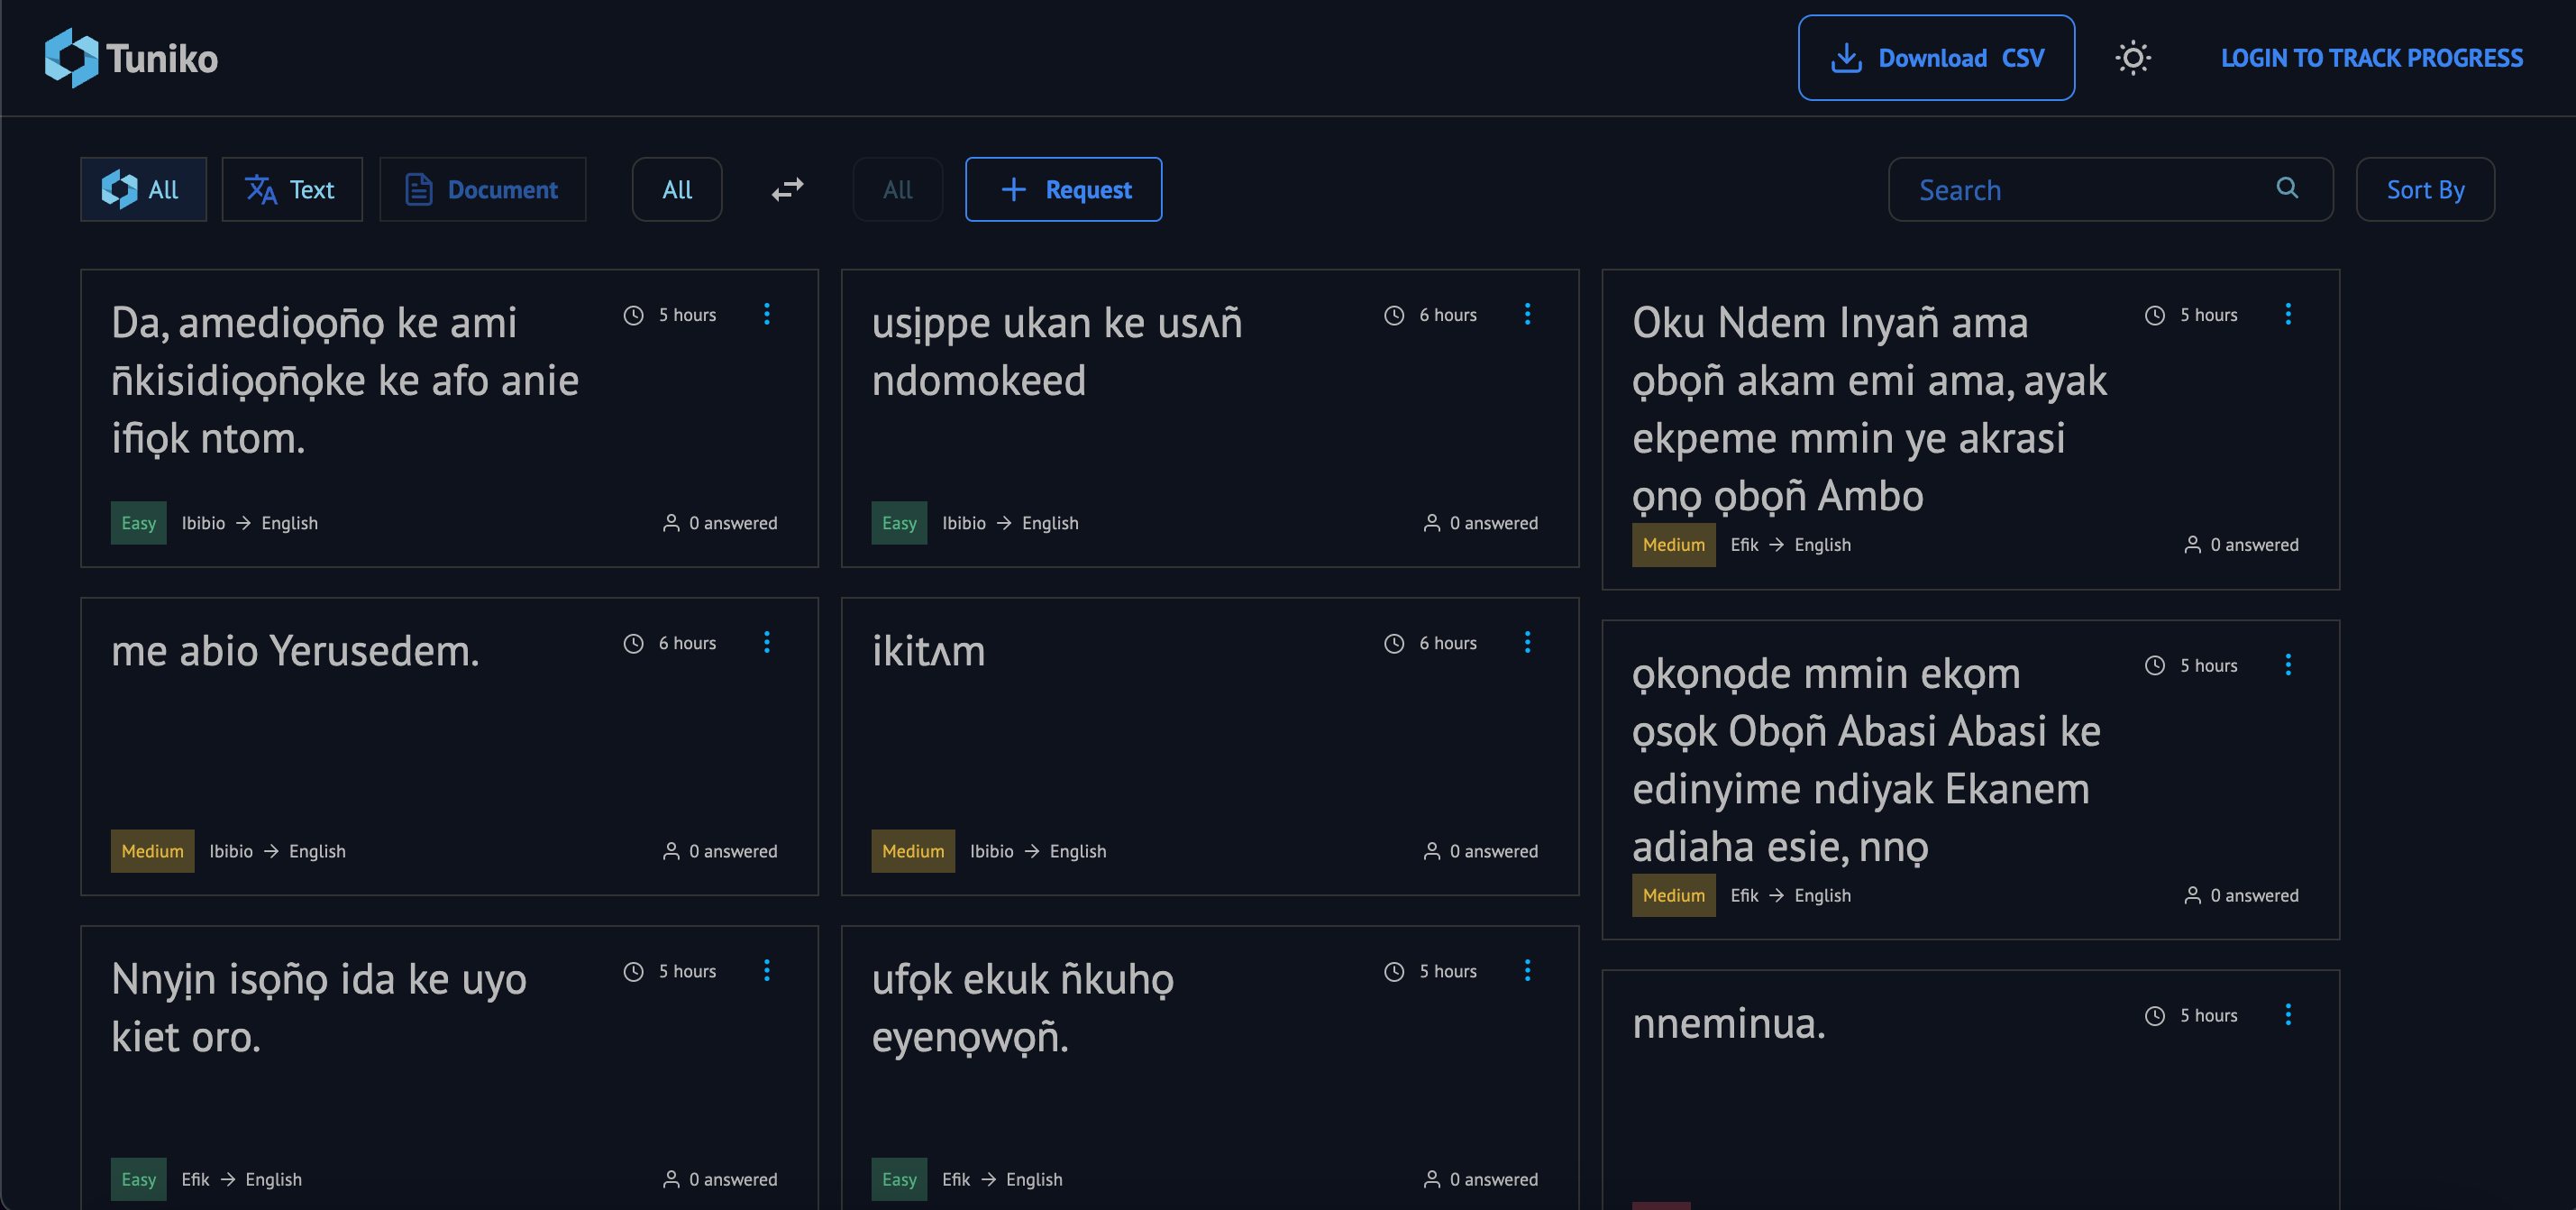 Tuniko
Download CSV
LOGIN TO TRACK PROGRESS
All
Text
Document
All
All
Request
Search
Sort By
Da, amediọọn̄ọ ke ami
n̄kisidiọọn̄ọke ke afo anie
ifiọk ntom.
5 hours
Easy
Ibibio → English
0 answered
usịppe ukan ke usʌñ
ndomokeed
6 hours
Easy
Ibibio → English
0 answered
Oku Ndem Inyañ ama
ọbọñ akam emi ama, ayak
ekpeme mmin ye akrasi
ọnọ ọbọñ Ambo
5 hours
Medium
Efik → English
0 answered
me abio Yerusedem.
6 hours
Medium
Ibibio → English
0 answered
ikitʌm
6 hours
Medium
Ibibio → English
0 answered
ọkọnọde mmin ekọm
ọsọk Obọñ Abasi Abasi ke
edinyime ndiyak Ekanem
adiaha esie, nnọ
5 hours
Medium
Efik → English
0 answered
Nnyịn isọñọ ida ke uyo
kiet oro.
5 hours
Easy
Efik → English
0 answered
ufọk ekuk ñkuhọ
eyenọwọñ.
5 hours
Easy
Efik → English
0 answered
nneminua.
5 hours